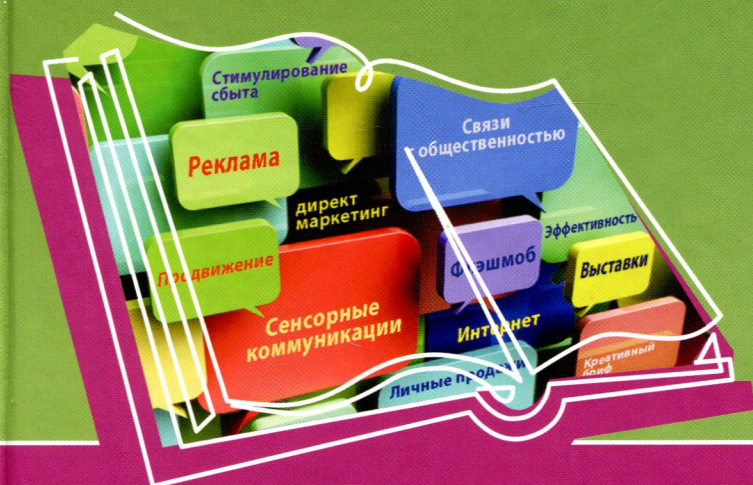 Стимулирование
сбыта
Связи
с общественностью
Реклама
директ
маркетинг
Эффективность
Флэшмоб
Выставки
Продвижение
Сенсорные
коммуникации
Интернет
Креативный
бриф
Личные продажи